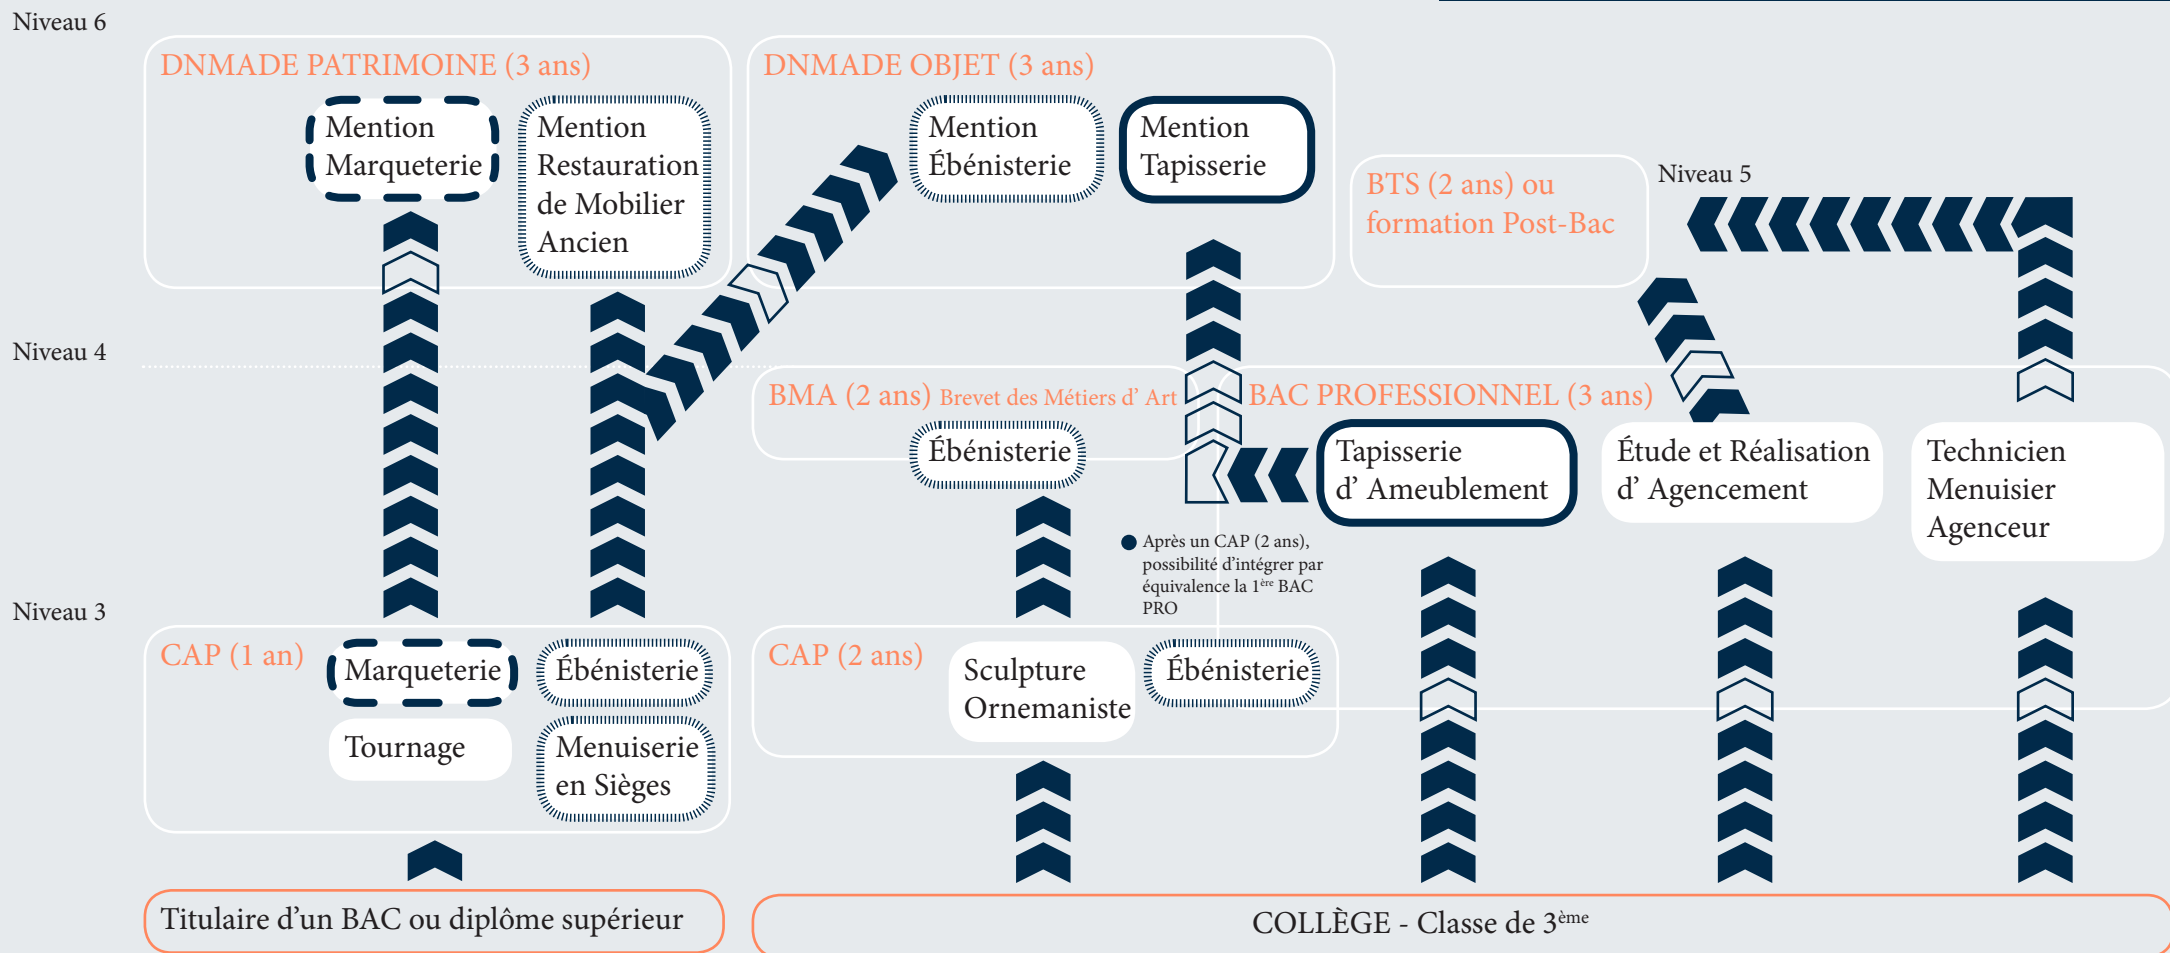 Niveau 6
DNMADE PATRIMOINE (3 ans)
Mention
Marqueterie
Mention
Restauration
de Mobilier
Ancien
DNMADE OBJET (3 ans)
Mention
Ébénisterie
Mention
Tapisserie
BTS (2 ans) ou
formation Post-Bac
Niveau 5
Niveau 4
BMA (2 ans) Brevet des Métiers d' Art
Ébénisterie
BAC PROFESSIONNEL (3 ans)
Tapisserie
d' Ameublement
Étude et Réalisation
d' Agencement
Technicien
Menuisier
Agenceur
Après un CAP (2 ans),
possibilité d'intégrer par
équivalence la 1ère BAC
PRO
Niveau 3
CAP (1 an)
Marqueterie
Ébénisterie
Tournage
Menuiserie
en Sièges
CAP (2 ans)
Sculpture
Ornemaniste
Ébénisterie
Titulaire d'un BAC ou diplôme supérieur
COLLÈGE - Classe de 3ème